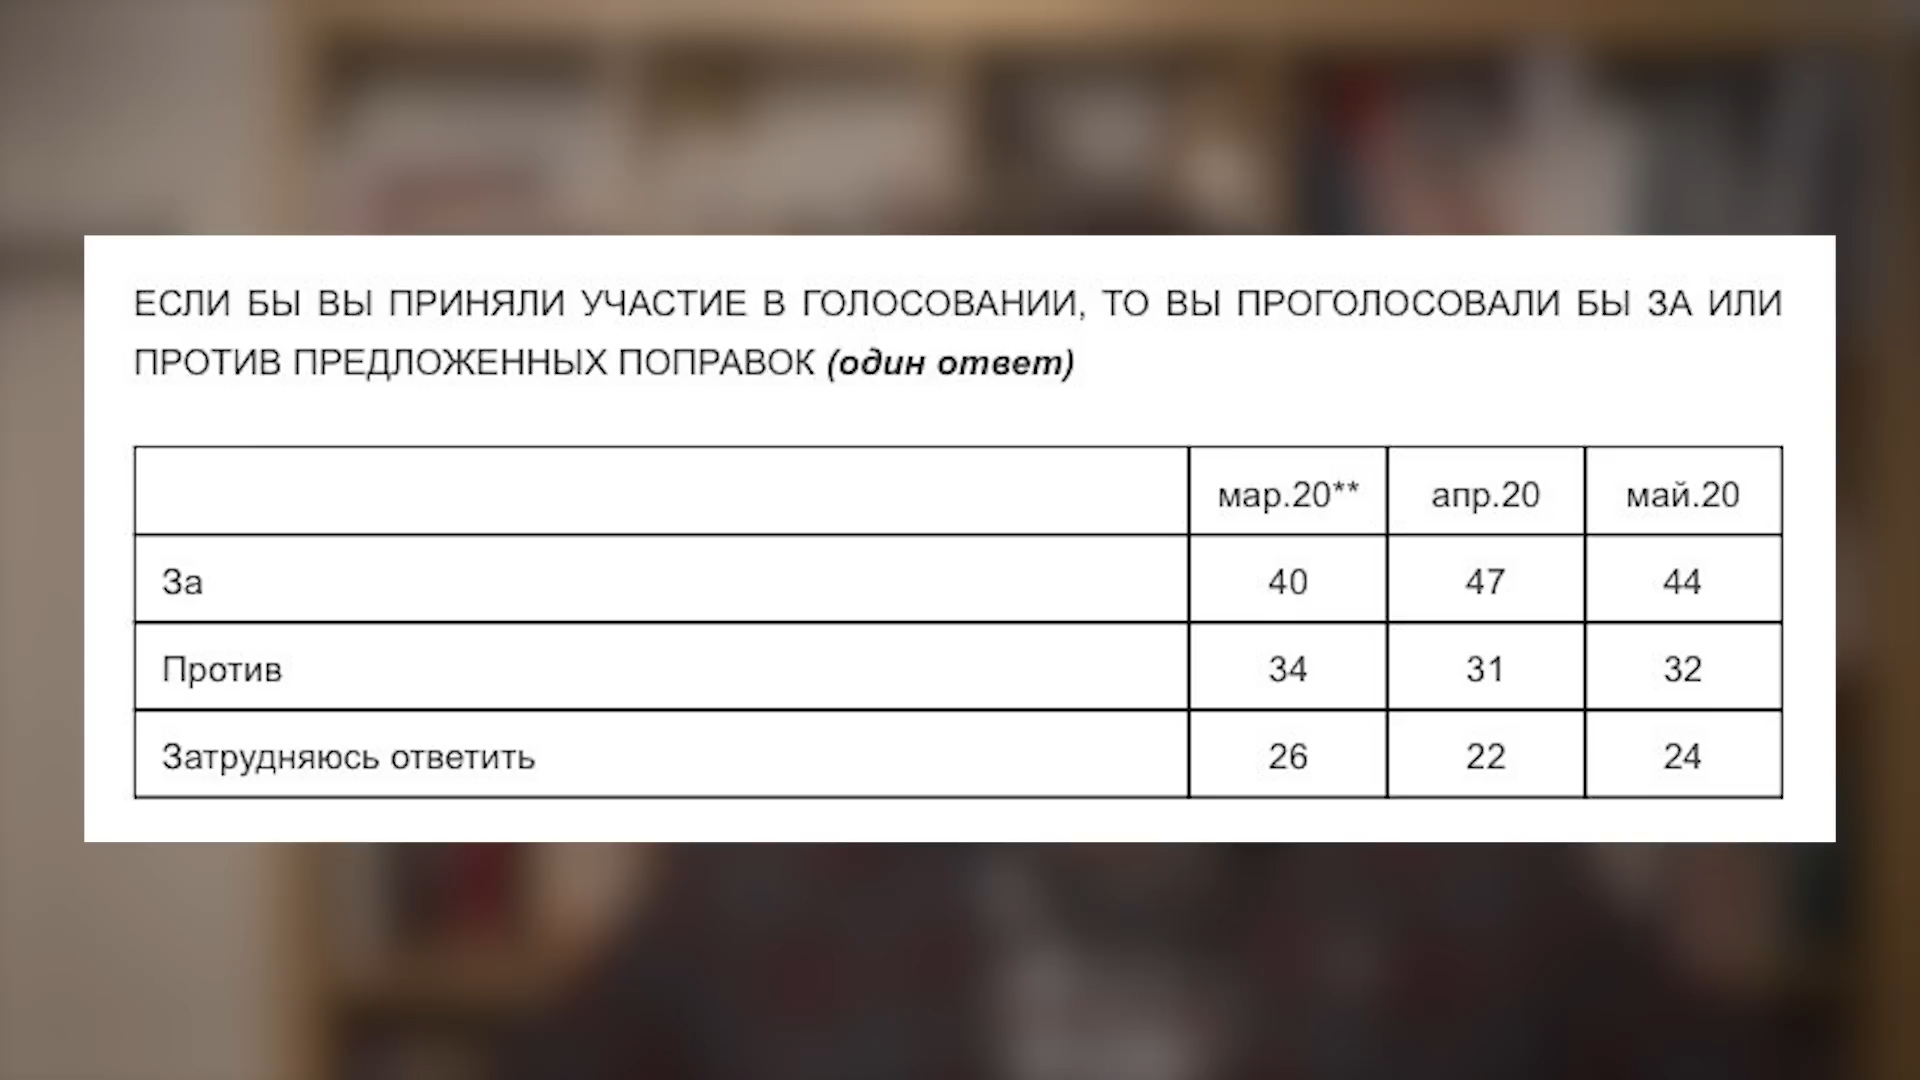 ЕСЛИ БЫ ВЫ ПРИНЯЛИ УЧАСТИЕ В ГОЛОСОВАНИИ, ТО ВЫ ПРОГОЛОСОВАЛИ БЫ ЗА ИЛИ
ПРОТИВ ПРЕДЛОЖЕННЫХ ПОПРАВОК (один ответ)
мар.20** апр.20 май.20
За 40 47 44
Против 34 31 32
Затрудняюсь ответить 26 22 24